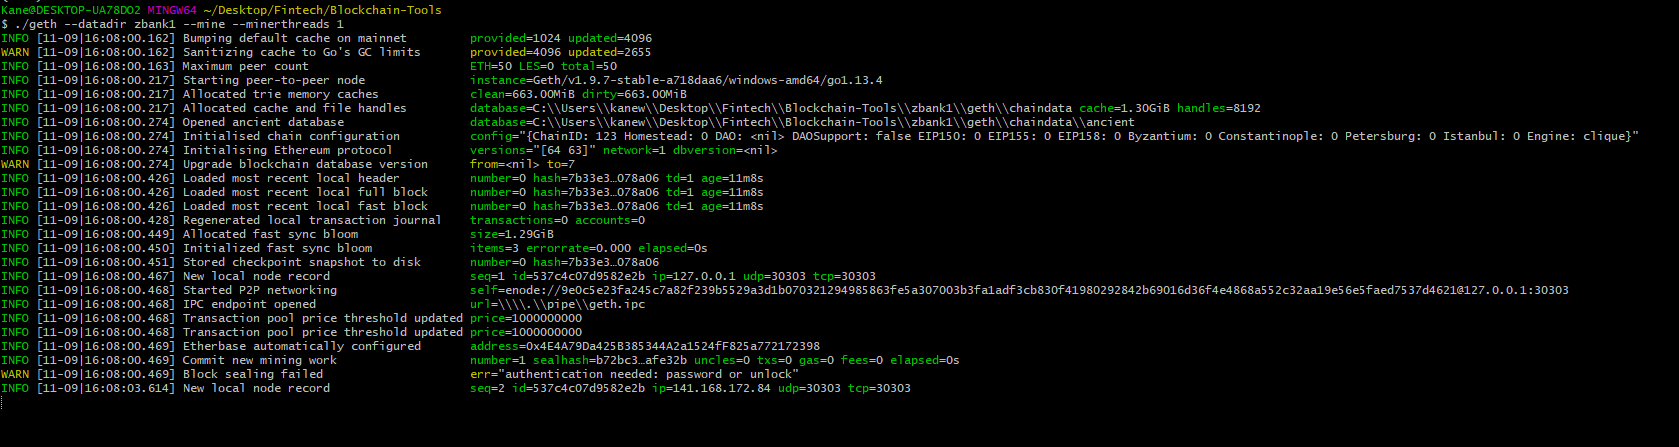 Kane@DESKTOP-UA78DO2 MINGW64 ~/Desktop/Fintech/Blockchain-Tools
$ ./geth --datadir zbank1 --mine --minerthreads 1
INFO [11-09|16:08:00.162] Bumping default cache on mainnet provided=1024 updated=4096
WARN [11-09|16:08:00.162] Sanitizing cache to Go's GC limits provided=4096 updated=2655
INFO [11-09|16:08:00.163] Maximum peer count ETH=50 LES=0 total=50
INFO [11-09|16:08:00.217] Starting peer-to-peer node instance=Geth/v1.9.7-stable-a718daa6/windows-amd64/go1.13.4
INFO [11-09|16:08:00.217] Allocated trie memory caches clean=663.00MiB dirty=663.00MiB
INFO [11-09|16:08:00.217] Allocated cache and file handles database=C:\\Users\\kanew\\Desktop\\Fintech\\Blockchain-Tools\\zbank1\\geth\\chaindata cache=1.30GiB handles=8192
INFO [11-09|16:08:00.274] Opened ancient database database=C:\\Users\\kanew\\Desktop\\Fintech\\Blockchain-Tools\\zbank1\\geth\\chaindata\\ancient
INFO [11-09|16:08:00.274] Initialised chain configuration config="{ChainID: 123 Homestead: 0 DAO: <nil> DAOSupport: false EIP150: 0 EIP155: 0 EIP158: 0 Byzantium: 0 Constantinople: 0 Petersburg: 0 Istanbul: 0 Engine: clique}"
INFO [11-09|16:08:00.274] Initialising Ethereum protocol versions="[64 63]" network=1 dbversion=<nil>
WARN [11-09|16:08:00.274] Upgrade blockchain database version from=<nil> to=7
INFO [11-09|16:08:00.426] Loaded most recent local header number=0 hash=7b33e3…078a06 td=1 age=11m8s
INFO [11-09|16:08:00.426] Loaded most recent local full block number=0 hash=7b33e3…078a06 td=1 age=11m8s
INFO [11-09|16:08:00.426] Loaded most recent local fast block number=0 hash=7b33e3…078a06 td=1 age=11m8s
INFO [11-09|16:08:00.428] Regenerated local transaction journal transactions=0 accounts=0
INFO [11-09|16:08:00.449] Allocated fast sync bloom size=1.29GiB
INFO [11-09|16:08:00.450] Initialized fast sync bloom items=3 errorrate=0.000 elapsed=0s
INFO [11-09|16:08:00.451] Stored checkpoint snapshot to disk number=0 hash=7b33e3…078a06
INFO [11-09|16:08:00.467] New local node record seq=1 id=537c4c07d9582e2b ip=127.0.0.1 udp=30303 tcp=30303
INFO [11-09|16:08:00.468] Started P2P networking self=enode://9e0c5e23fa245c7a82f239b5529a3d1b070321294985863fe5a307003b3fa1adf3cb830f41980292842b69016d36f4e4868a552c32aa19e56e5faed7537d4621@127.0.0.1:30303
INFO [11-09|16:08:00.468] IPC endpoint opened url=\\\\.\\pipe\\geth.ipc
INFO [11-09|16:08:00.468] Transaction pool price threshold updated price=1000000000
INFO [11-09|16:08:00.468] Transaction pool price threshold updated price=1000000000
INFO [11-09|16:08:00.469] Etherbase automatically configured address=0x4E4A79Da425B385344A2a1524fF825a772172398
INFO [11-09|16:08:00.469] Commit new mining work number=1 sealhash=b72bc3…afe32b uncles=0 txs=0 gas=0 fees=0 elapsed=0s
WARN [11-09|16:08:00.469] Block sealing failed err="authentication needed: password or unlock"
INFO [11-09|16:08:03.614] New local node record seq=2 id=537c4c07d9582e2b ip=141.168.172.84 udp=30303 tcp=30303